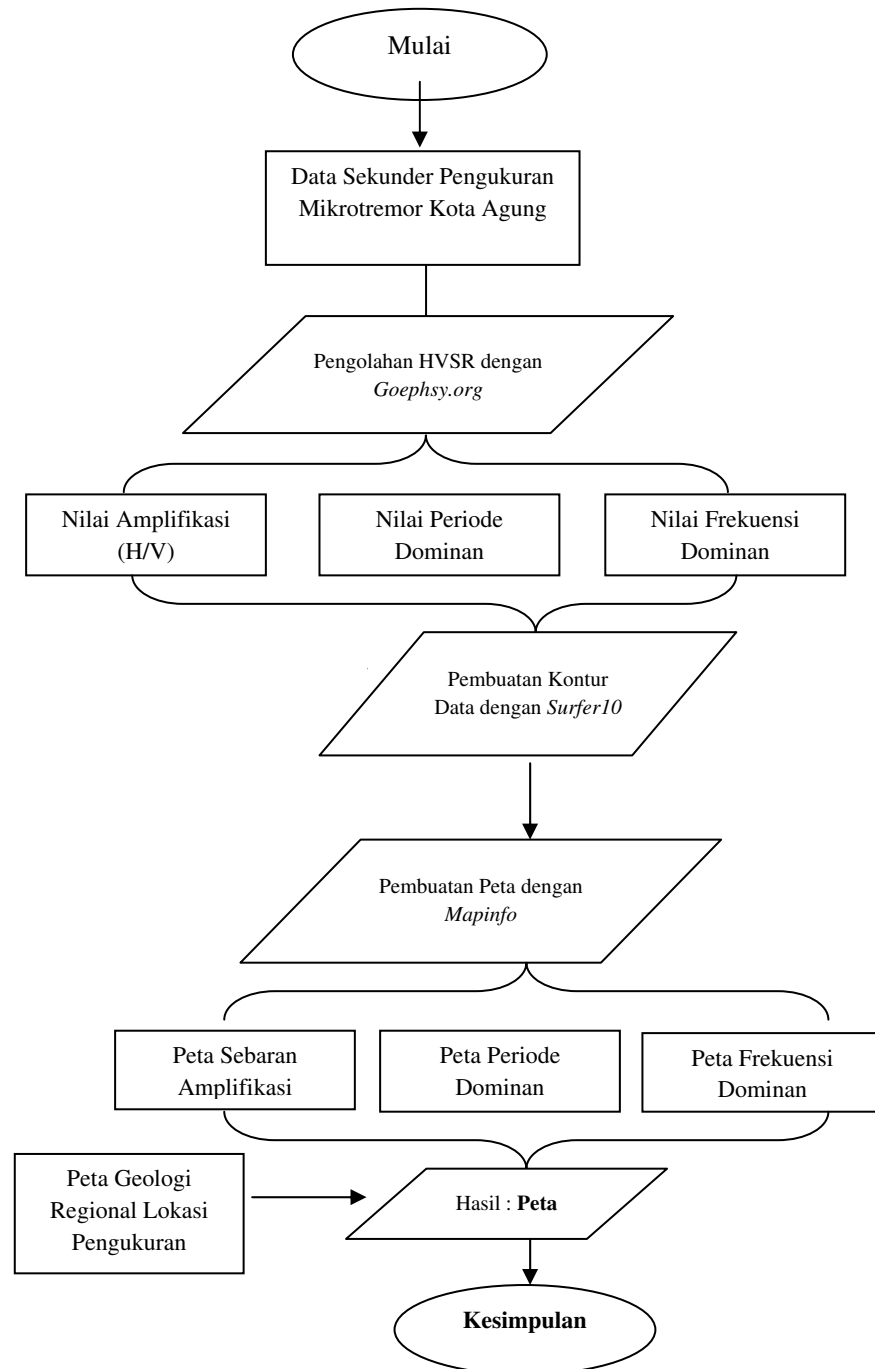 Mulai
Data Sekunder Pengukuran
Mikrotremor Kota Agung
Pengolahan HVSR dengan
Goephsy.org
Nilai Amplifikasi
(H/V)
Nilai Periode
Dominan
Nilai Frekuensi
Dominan
Pembuatan Kontur
Data dengan Surfer10
Pembuatan Peta dengan
Mapinfo
Peta Sebaran
Amplifikasi
Peta Periode
Dominan
Peta Frekuensi
Dominan
Peta Geologi
Regional Lokasi
Pengukuran
Hasil : Peta
Kesimpulan